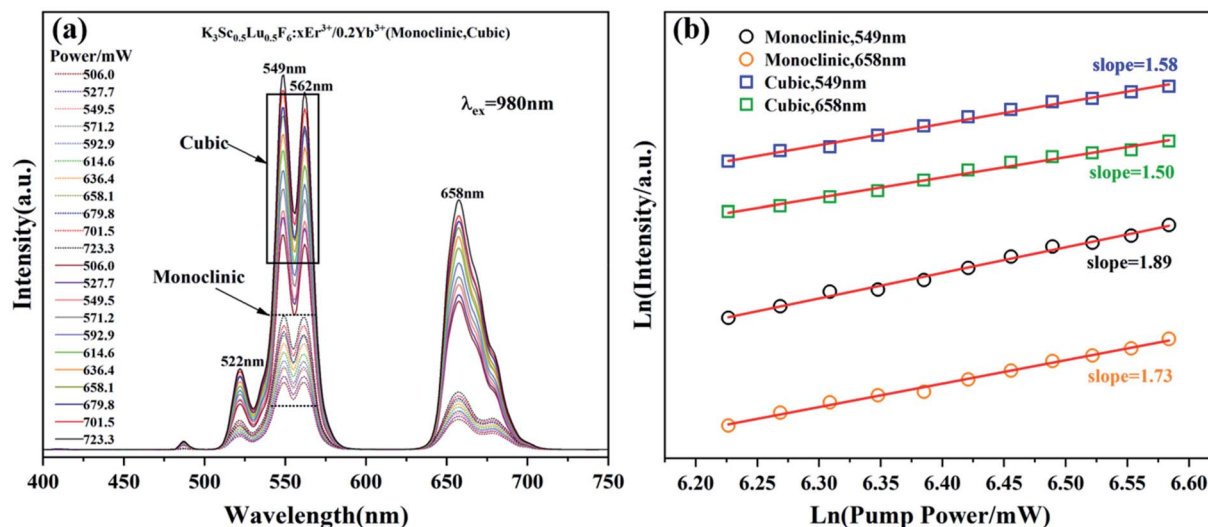 (a)
K₃Sc₀.₅Lu₀.₅F₆:xEr³⁺/0.2Yb³⁺(Monoclinic,Cubic)
Power/mW
506.0
527.7
549.5
571.2
592.9
614.6
636.4
658.1
679.8
701.5
723.3
506.0
527.7
549.5
571.2
592.9
614.6
636.4
658.1
679.8
701.5
723.3
549nm
562nm
λex=980nm
Cubic
Monoclinic
522nm
658nm
Intensity(a.u.)
400 450 500 550 600 650 700 750
Wavelength(nm)
(b)
Monoclinic,549nm
Monoclinic,658nm
Cubic,549nm
Cubic,658nm
slope=1.58
slope=1.50
slope=1.89
slope=1.73
Ln(Intensity/a.u.)
6.20 6.25 6.30 6.35 6.40 6.45 6.50 6.55 6.60
Ln(Pump Power/mW)